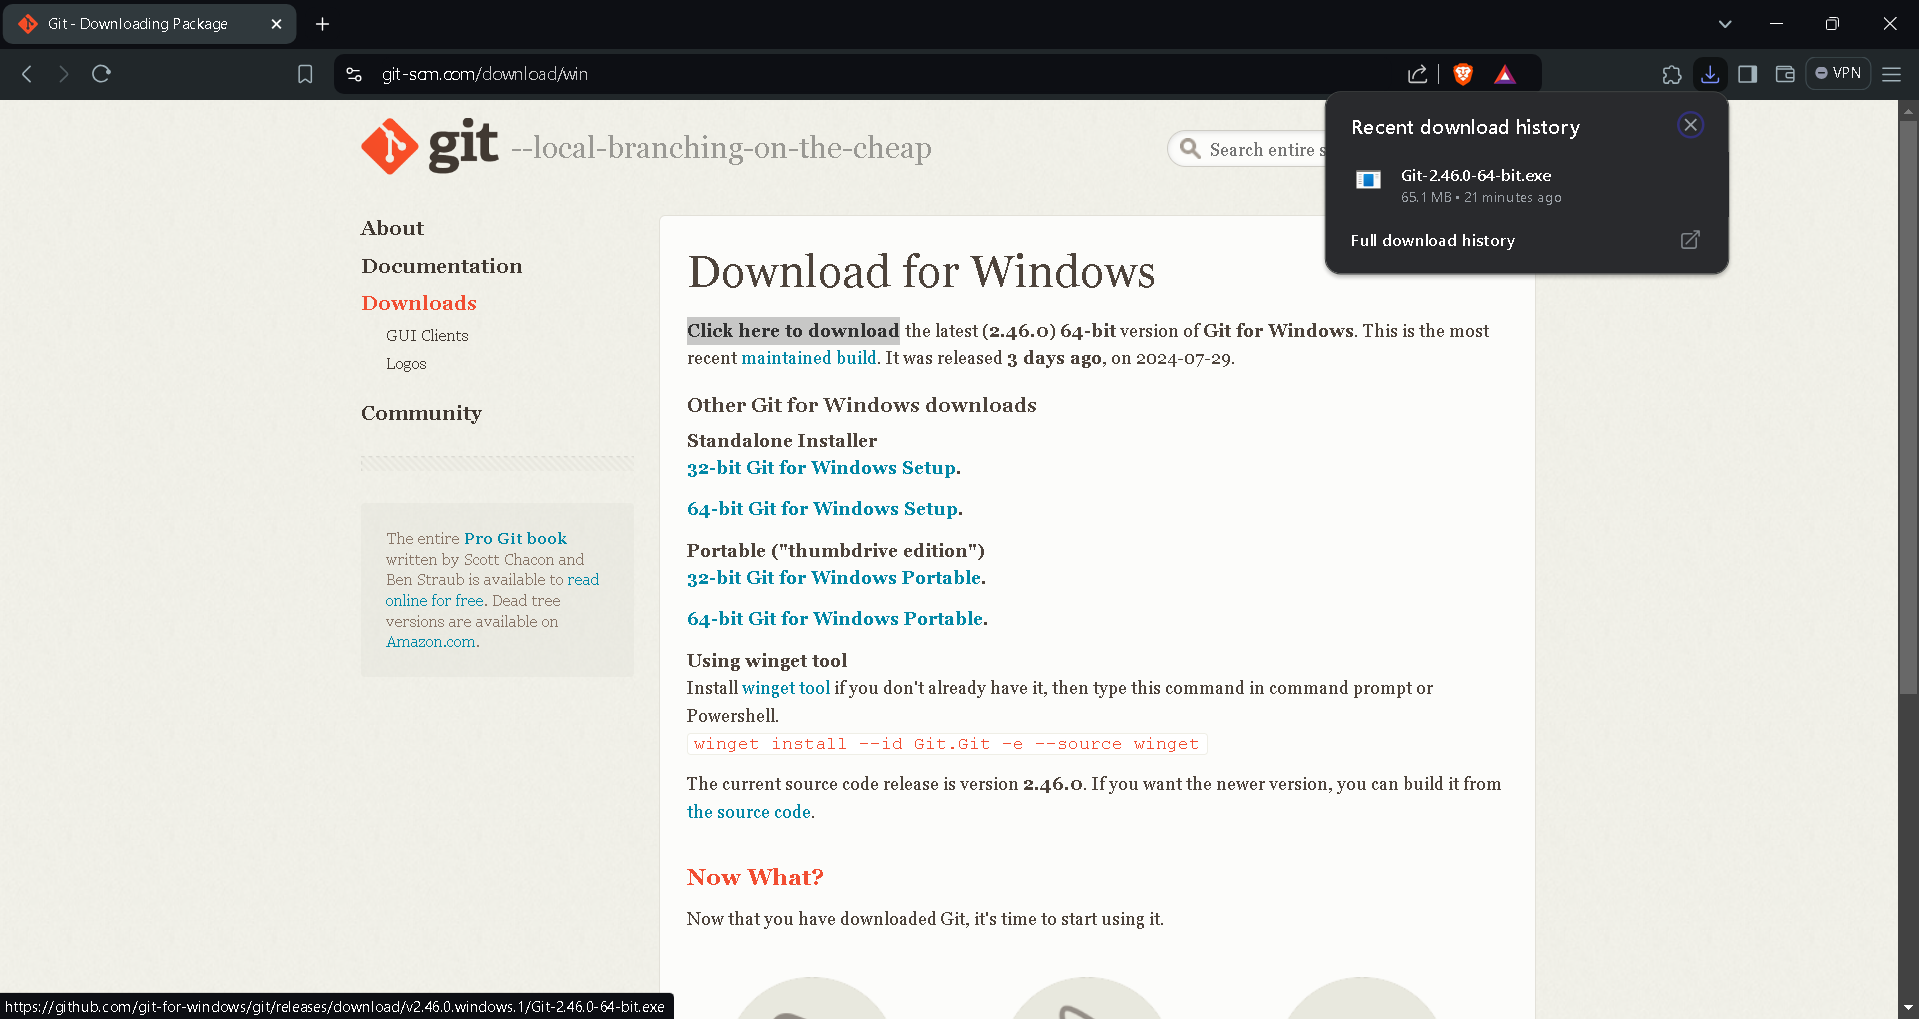 Git - Downloading Package
git-scm.com/download/win
VPN
git --local-branching-on-the-cheap
Search entire s
Recent download history
Git-2.46.0-64-bit.exe
65.1 MB • 21 minutes ago
Full download history
About
Documentation
Downloads
GUI Clients
Logos
Community
The entire Pro Git book
written by Scott Chacon and
Ben Straub is available to read
online for free. Dead tree
versions are available on
Amazon.com.
Download for Windows
Click here to download the latest (2.46.0) 64-bit version of Git for Windows. This is the most
recent maintained build. It was released 3 days ago, on 2024-07-29.
Other Git for Windows downloads
Standalone Installer
32-bit Git for Windows Setup.
64-bit Git for Windows Setup.
Portable ("thumbdrive edition")
32-bit Git for Windows Portable.
64-bit Git for Windows Portable.
Using winget tool
Install winget tool if you don't already have it, then type this command in command prompt or
Powershell.
winget install --id Git.Git -e --source winget
The current source code release is version 2.46.0. If you want the newer version, you can build it from
the source code.
Now What?
Now that you have downloaded Git, it's time to start using it.
https://github.com/git-for-windows/git/releases/download/v2.46.0.windows.1/Git-2.46.0-64-bit.exe